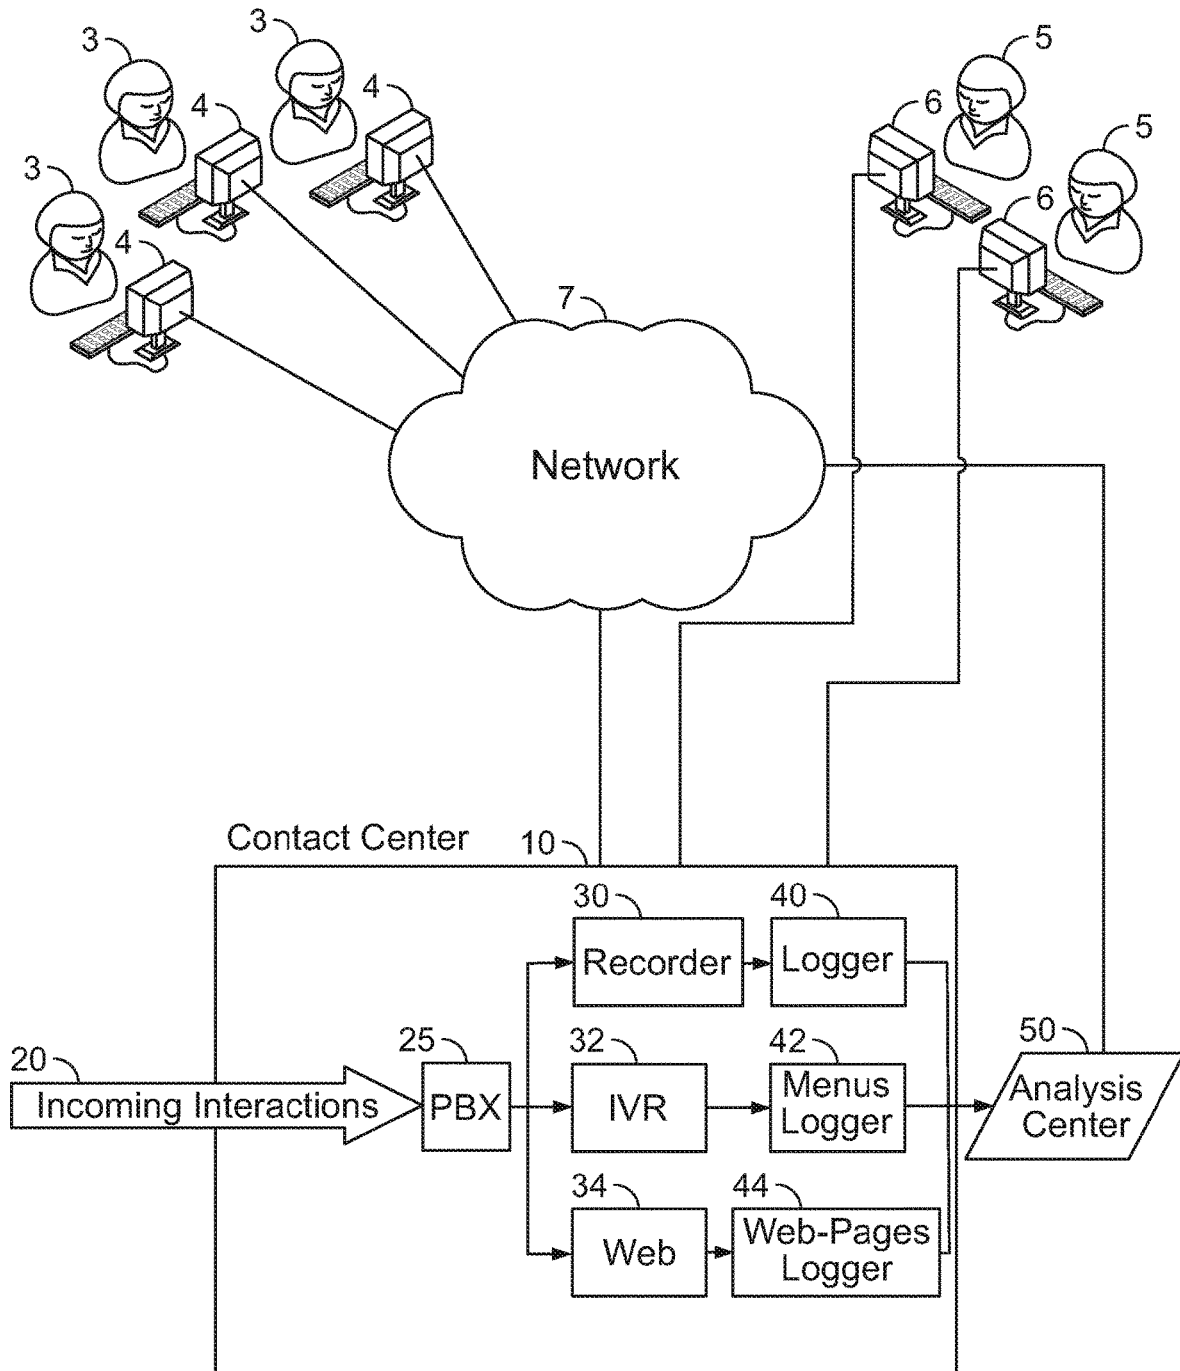 3
3
5
4
4
6
5
3
6
4
7
Network
Contact Center
10
30
40
Recorder
Logger
20
25
32
42
50
Incoming Interactions
PBX
IVR
Menus
Logger
Analysis
Center
34
44
Web
Web-Pages
Logger